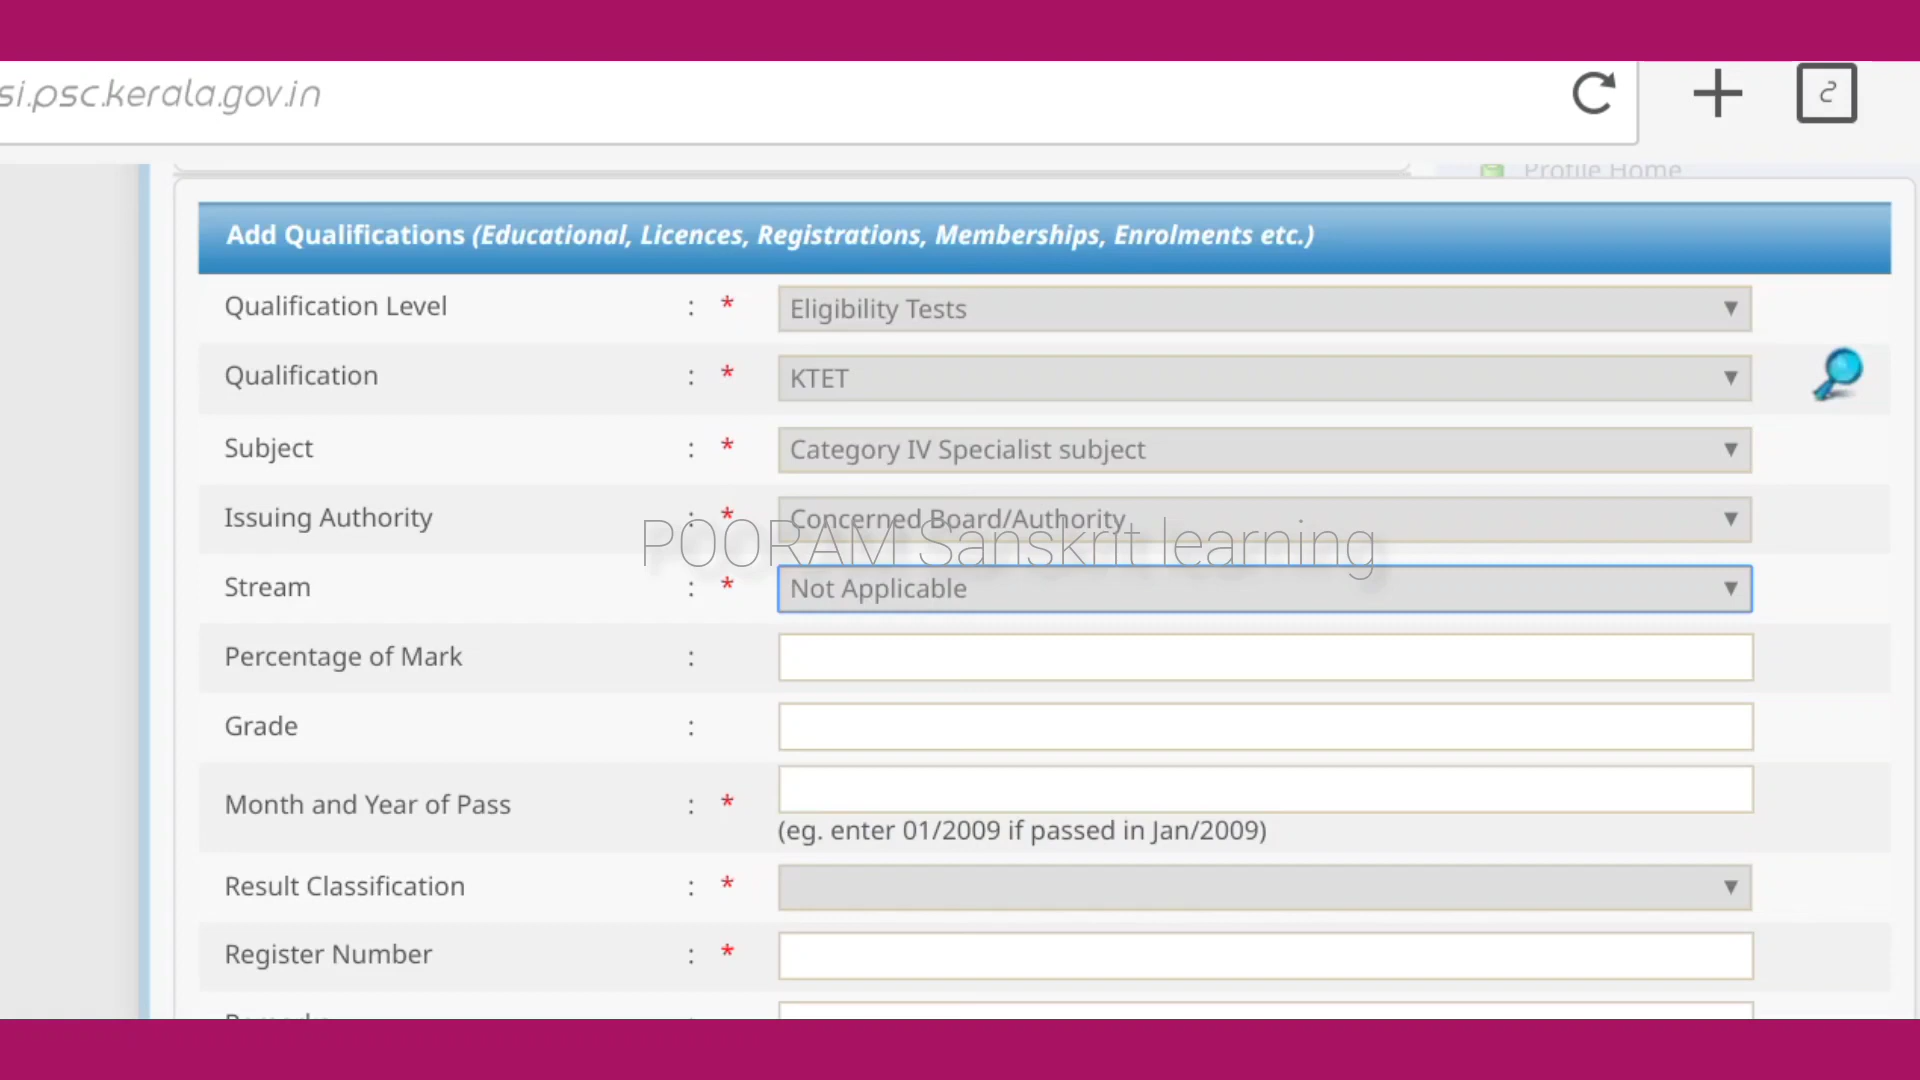 si.psc.kerala.gov.in
2
Profile Home
Add Qualifications (Educational, Licences, Registrations, Memberships, Enrolments etc.)
Qualification Level : * Eligibility Tests
Qualification : * KTET
Subject : * Category IV Specialist subject
Issuing Authority : * Concerned Board/Authority
POORAM Sanskrit learning
Stream : * Not Applicable
Percentage of Mark :
Grade :
Month and Year of Pass : *
(eg. enter 01/2009 if passed in Jan/2009)
Result Classification : *
Register Number : *